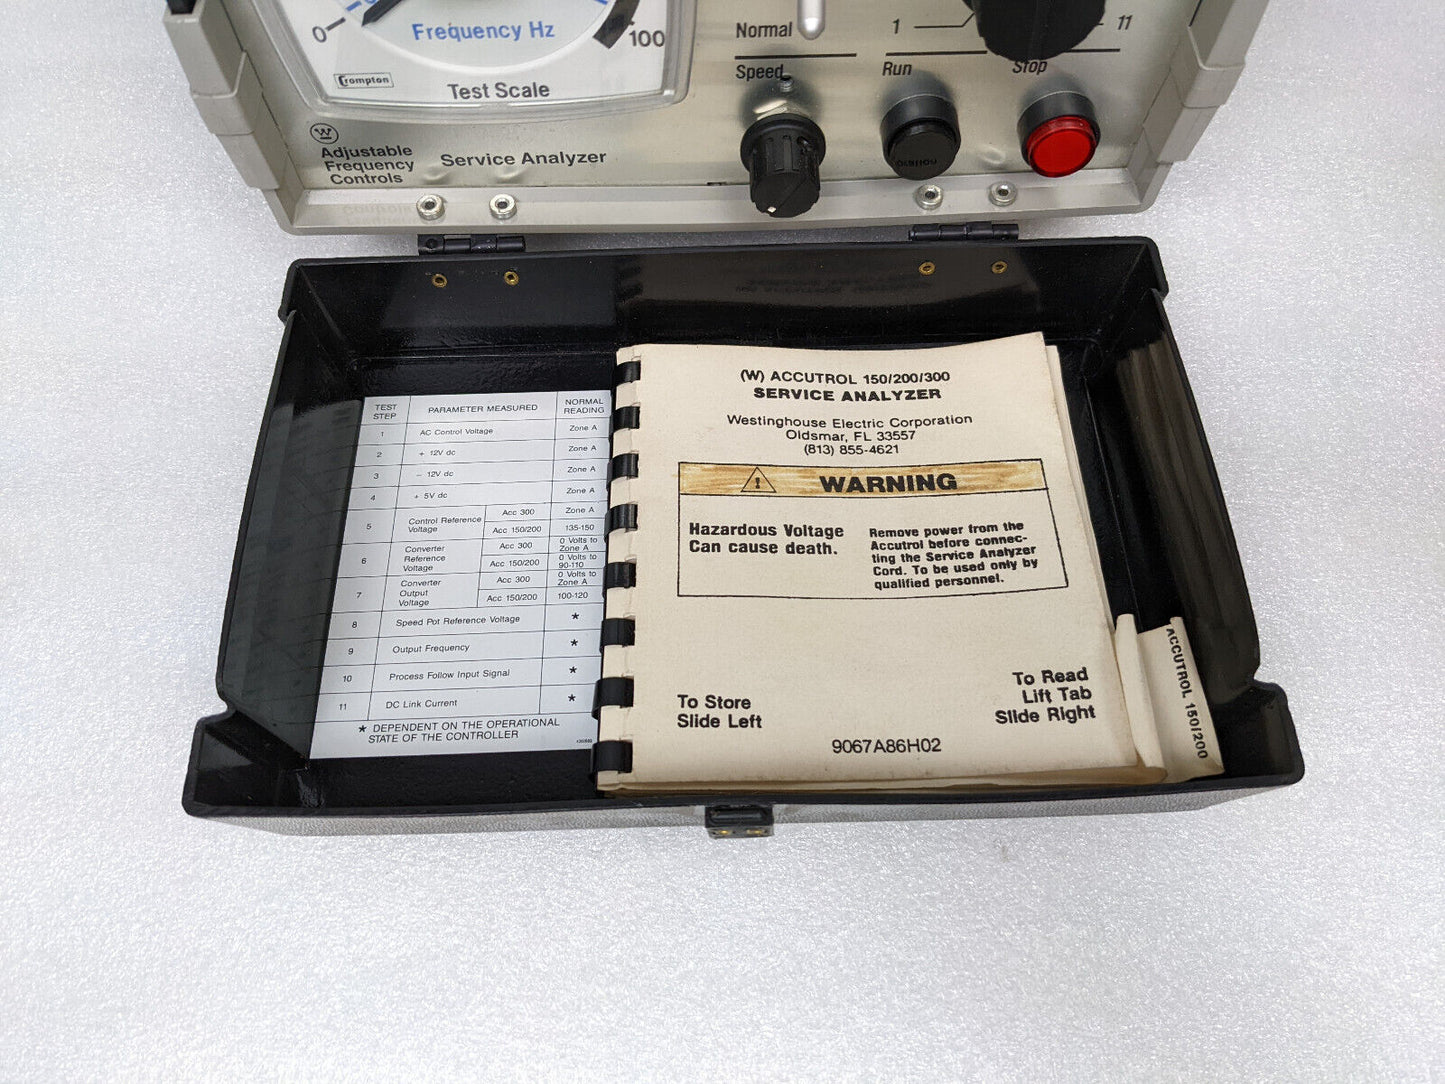 0
Frequency Hz
100
Crompton
Test Scale
W
Adjustable
Frequency
Controls
Service Analyzer
Normal
1
11
Speed
Run
Stop
TEST STEP PARAMETER MEASURED NORMAL READING
1 AC Control Voltage Zone A
2 + 12V dc Zone A
3 – 12V dc Zone A
4 + 5V dc Zone A
5 Control Reference Voltage Acc 300 Zone A
Acc 150/200 135-150
6 Converter Reference Voltage Acc 300 0 Volts to Zone A
Acc 150/200 0 Volts to 90-110
7 Converter Output Voltage Acc 300 0 Volts to Zone A
Acc 150/200 100-120
8 Speed Pot Reference Voltage *
9 Output Frequency *
10 Process Follow Input Signal *
11 DC Link Current *
* DEPENDENT ON THE OPERATIONAL
STATE OF THE CONTROLLER
(W) ACCUTROL 150/200/300
SERVICE ANALYZER
Westinghouse Electric Corporation
Oldsmar, FL 33557
(813) 855-4621
! WARNING
Hazardous Voltage
Can cause death.
Remove power from the
Accutrol before connec-
ting the Service Analyzer
Cord. To be used only by
qualified personnel.
To Store
Slide Left
To Read
Lift Tab
Slide Right
9067A86H02
ACCUTROL 150/200